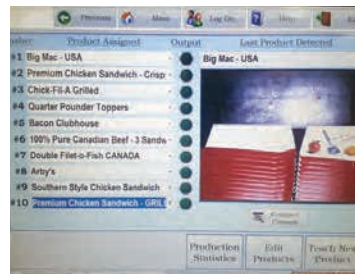 Previous Menu Log On Help
Number Product Assigned Output Last Product Detected
#1 Big Mac - USA
Big Mac - USA
#2 Premium Chicken Sandwich - Crisp
#3 Chick-Fil-A Grilled
#4 Quarter Pounder Toppers
#5 Bacon Clubhouse
#6 100% Pure Canadian Beef - 3 Sandw
#7 Double Filet-o-Fish CANADA
#8 Arby's
#9 Southern Style Chicken Sandwich
#10 Premium Chicken Sandwich - GRIL
Production Statistics
Edit Products
Teach New Product